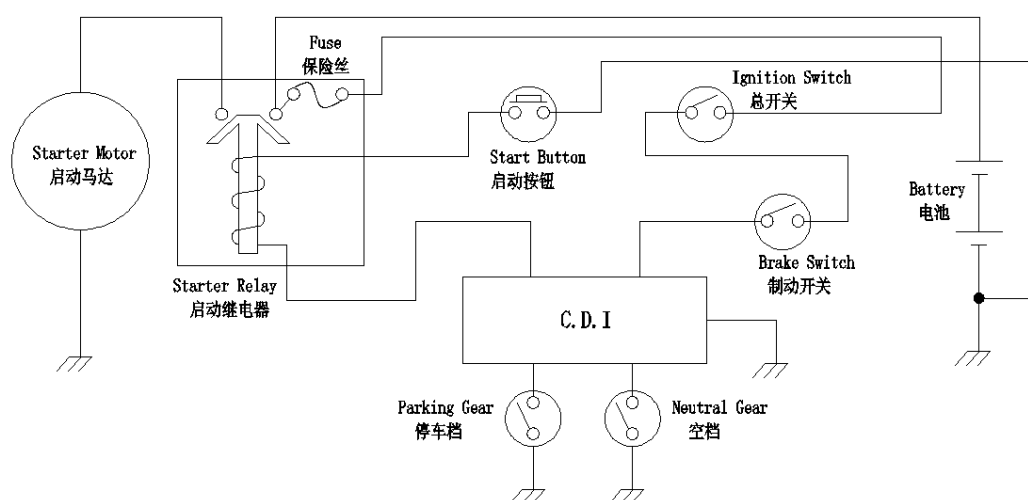 Fuse
保险丝
Ignition Switch
总开关
Starter Motor
启动马达
Start Button
启动按钮
Battery
电池
Brake Switch
制动开关
Starter Relay
启动继电器
C.D.I
Parking Gear
停车档
Neutral Gear
空档